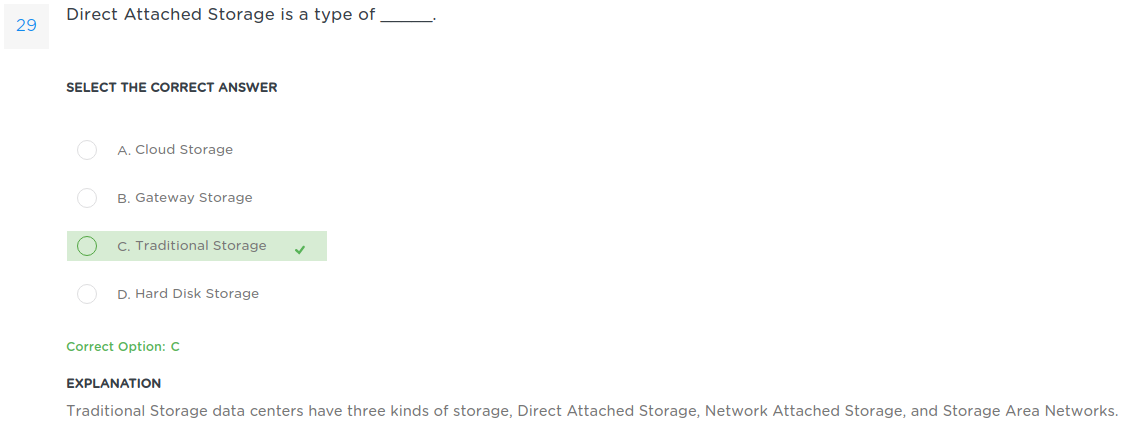 29
Direct Attached Storage is a type of ______.
SELECT THE CORRECT ANSWER
A. Cloud Storage
B. Gateway Storage
C. Traditional Storage
D. Hard Disk Storage
Correct Option: C
EXPLANATION
Traditional Storage data centers have three kinds of storage, Direct Attached Storage, Network Attached Storage, and Storage Area Networks.